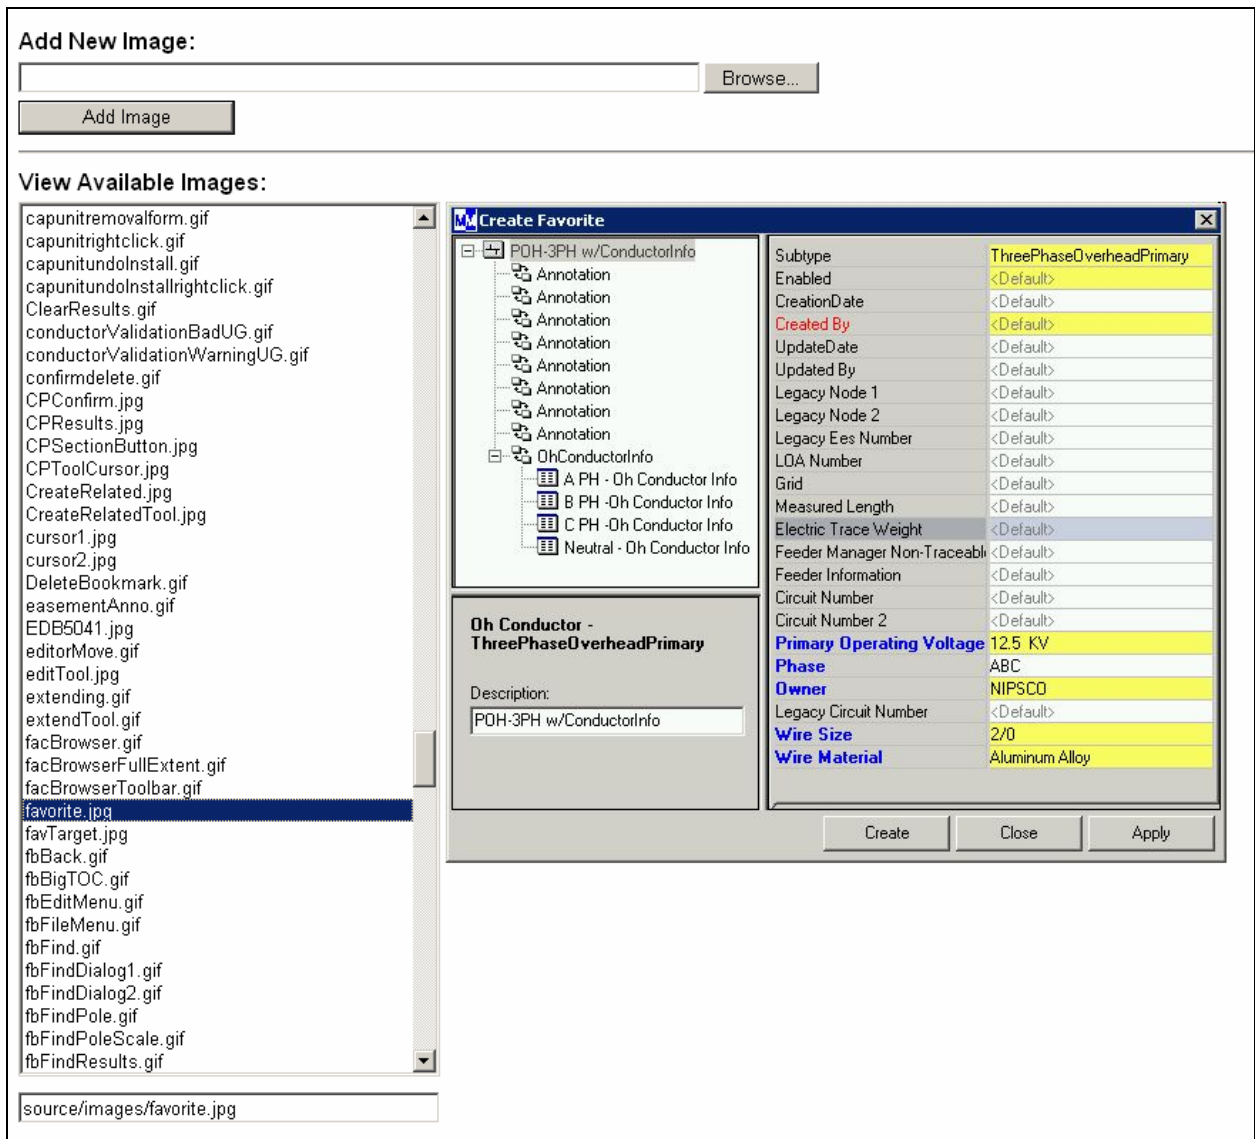 Add New Image:
Browse...
Add Image
View Available Images:
capunitremovalform.gif
capunitrightclick.gif
capunitundoInstall.gif
capunitundoInstallrightclick.gif
ClearResults.gif
conductorValidationBadUG.gif
conductorValidationWarningUG.gif
confirmdelete.gif
CPConfirm.jpg
CPResults.jpg
CPSectionButton.jpg
CPToolCursor.jpg
CreateRelated.jpg
CreateRelatedTool.jpg
cursor1.jpg
cursor2.jpg
DeleteBookmark.gif
easementAnno.gif
EDB5041.jpg
editorMove.gif
editTool.jpg
extending.gif
extendTool.gif
facBrowser.gif
facBrowserFullExtent.gif
facBrowserToolbar.gif
favorite.jpg
favTarget.jpg
fbBack.gif
fbBigTOC.gif
fbEditMenu.gif
fbFileMenu.gif
fbFind.gif
fbFindDialog1.gif
fbFindDialog2.gif
fbFindPole.gif
fbFindPoleScale.gif
fbFindResults.gif
source/images/favorite.jpg
MM Create Favorite
POH-3PH w/ConductorInfo
Annotation
Annotation
Annotation
Annotation
Annotation
Annotation
Annotation
Annotation
OhConductorInfo
A PH - Oh Conductor Info
B PH -Oh Conductor Info
C PH -Oh Conductor Info
Neutral - Oh Conductor Info
Oh Conductor -
ThreePhaseOverheadPrimary
Description:
POH-3PH w/ConductorInfo
Subtype ThreePhaseOverheadPrimary
Enabled <Default>
CreationDate <Default>
Created By <Default>
UpdateDate <Default>
Updated By <Default>
Legacy Node 1 <Default>
Legacy Node 2 <Default>
Legacy Ees Number <Default>
LOA Number <Default>
Grid <Default>
Measured Length <Default>
Electric Trace Weight <Default>
Feeder Manager Non-Traceabl <Default>
Feeder Information <Default>
Circuit Number <Default>
Circuit Number 2 <Default>
Primary Operating Voltage 12.5 KV
Phase ABC
Owner NIPSCO
Legacy Circuit Number <Default>
Wire Size 2/0
Wire Material Aluminum Alloy
Create Close Apply